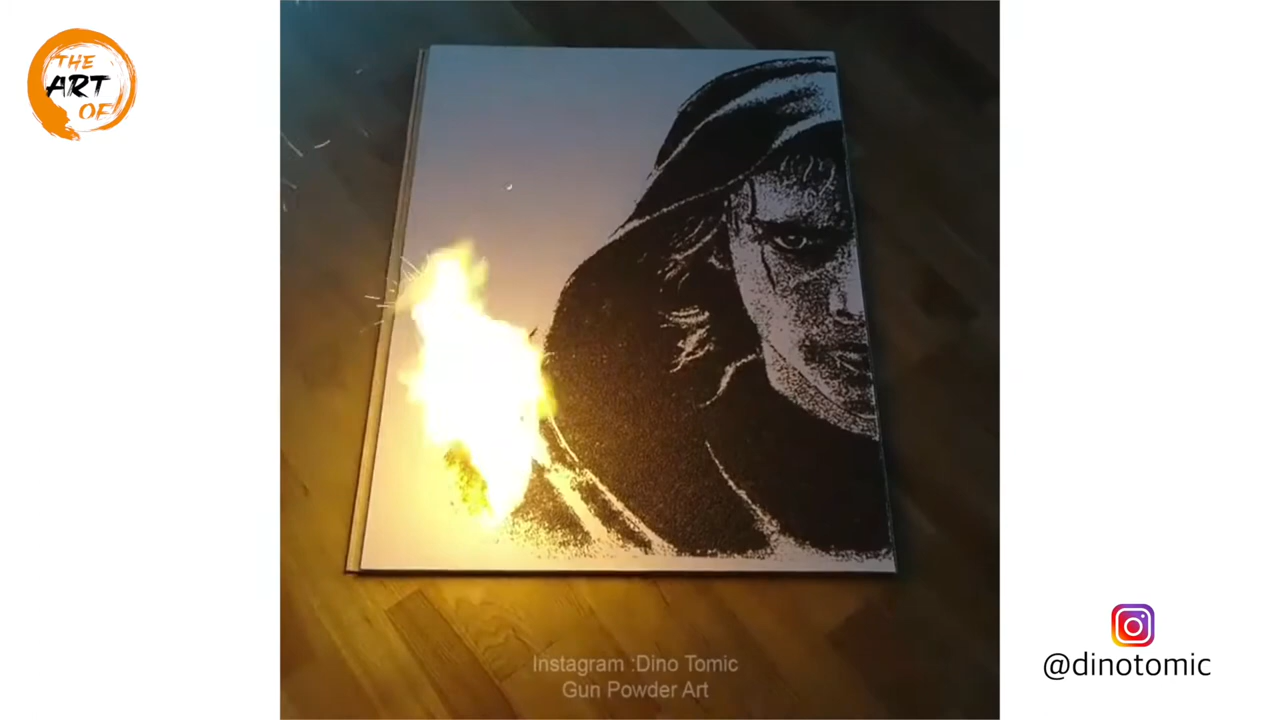 THE
ART
OF
Instagram :Dino Tomic
Gun Powder Art
@dinotomic